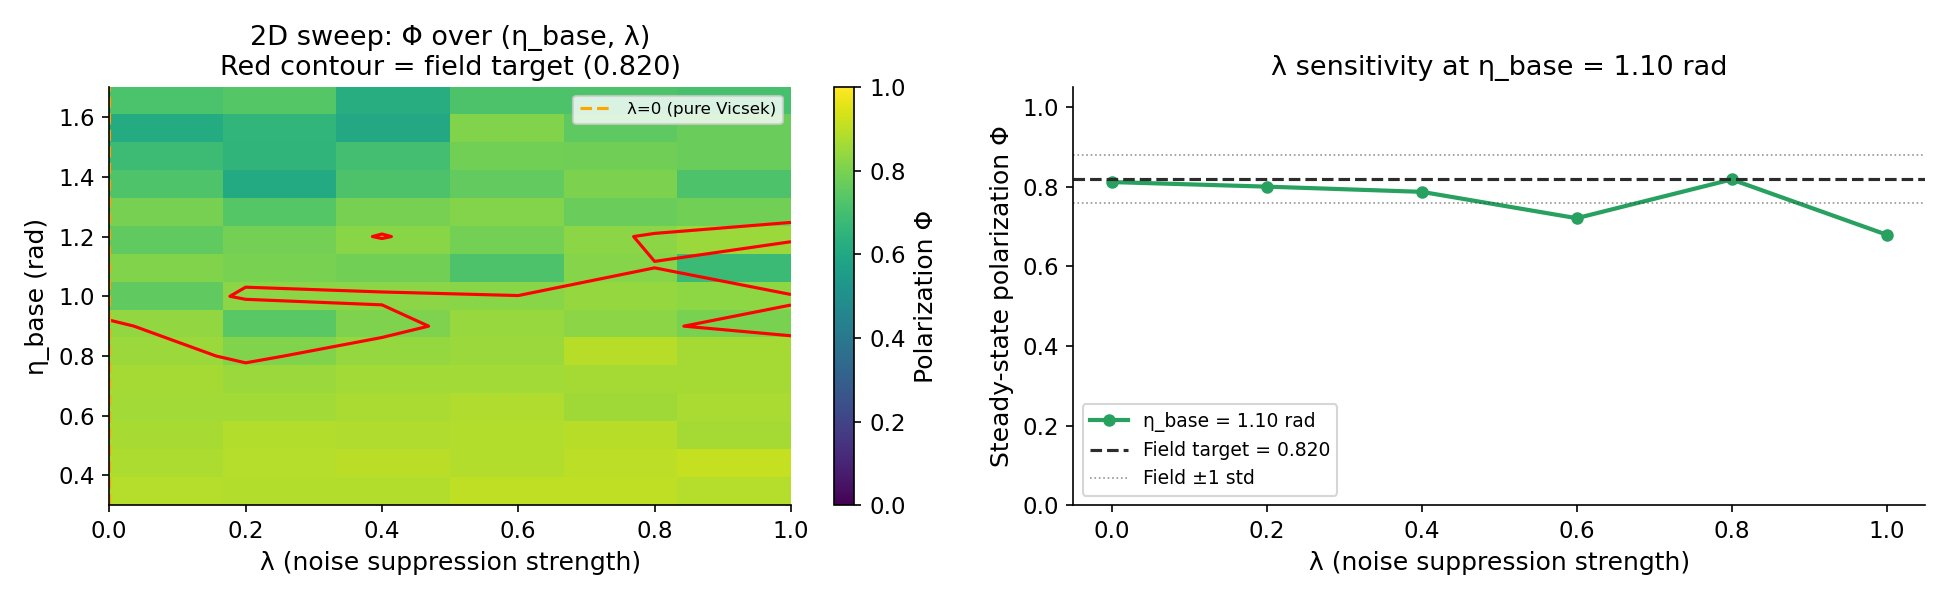 2D sweep: Φ over (η_base, λ)
Red contour = field target (0.820)
λ=0 (pure Vicsek)
η_base (rad)
1.6
1.4
1.2
1.0
0.8
0.6
0.4
0.0 0.2 0.4 0.6 0.8 1.0
λ (noise suppression strength)
1.0
0.8
0.6
0.4
0.2
0.0
Polarization Φ
λ sensitivity at η_base = 1.10 rad
Steady-state polarization Φ
1.0
0.8
0.6
0.4
0.2
0.0
η_base = 1.10 rad
Field target = 0.820
Field ±1 std
0.0 0.2 0.4 0.6 0.8 1.0
λ (noise suppression strength)